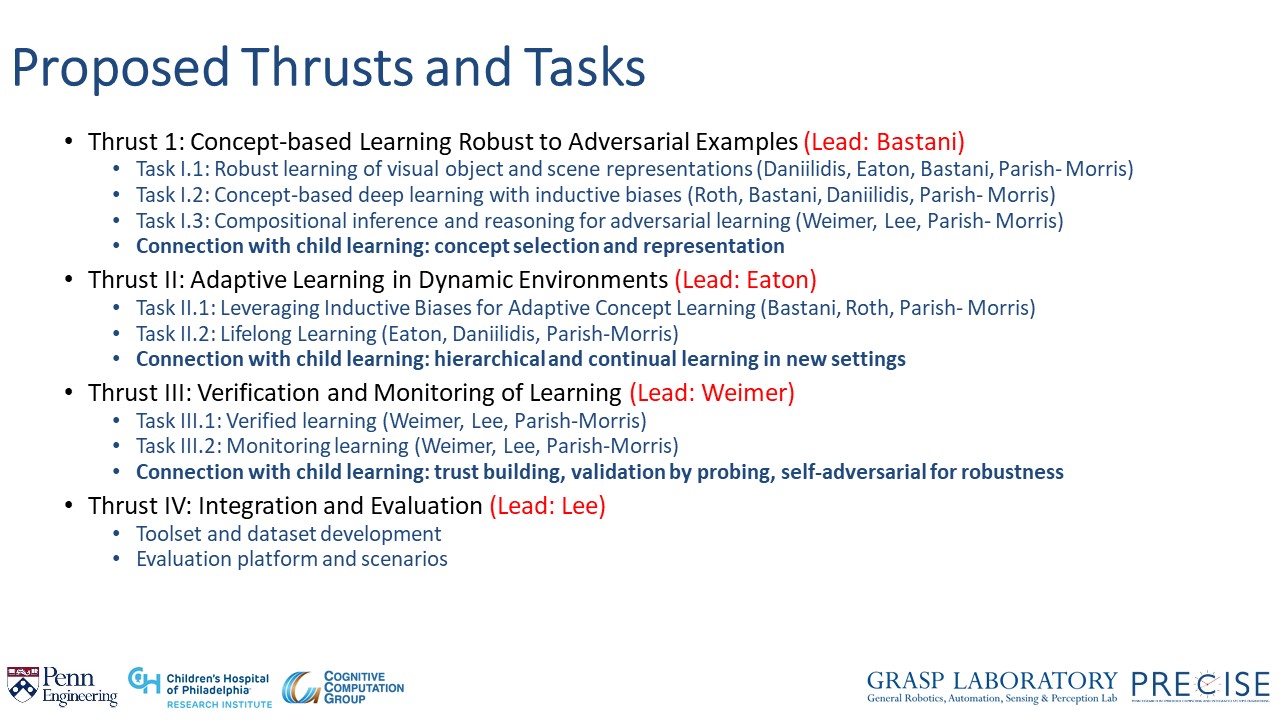 Proposed Thrusts and Tasks
• Thrust 1: Concept-based Learning Robust to Adversarial Examples (Lead: Bastani)
• Task I.1: Robust learning of visual object and scene representations (Daniilidis, Eaton, Bastani, Parish- Morris)
• Task I.2: Concept-based deep learning with inductive biases (Roth, Bastani, Daniilidis, Parish- Morris)
• Task I.3: Compositional inference and reasoning for adversarial learning (Weimer, Lee, Parish- Morris)
• Connection with child learning: concept selection and representation
• Thrust II: Adaptive Learning in Dynamic Environments (Lead: Eaton)
• Task II.1: Leveraging Inductive Biases for Adaptive Concept Learning (Bastani, Roth, Parish- Morris)
• Task II.2: Lifelong Learning (Eaton, Daniilidis, Parish-Morris)
• Connection with child learning: hierarchical and continual learning in new settings
• Thrust III: Verification and Monitoring of Learning (Lead: Weimer)
• Task III.1: Verified learning (Weimer, Lee, Parish-Morris)
• Task III.2: Monitoring learning (Weimer, Lee, Parish-Morris)
• Connection with child learning: trust building, validation by probing, self-adversarial for robustness
• Thrust IV: Integration and Evaluation (Lead: Lee)
• Toolset and dataset development
• Evaluation platform and scenarios
Penn
Engineering
CH
Children's Hospital
of Philadelphia
RESEARCH INSTITUTE
COGNITIVE
COMPUTATION
GROUP
GRASP LABORATORY
General Robotics, Automation, Sensing & Perception Lab
PRECISE